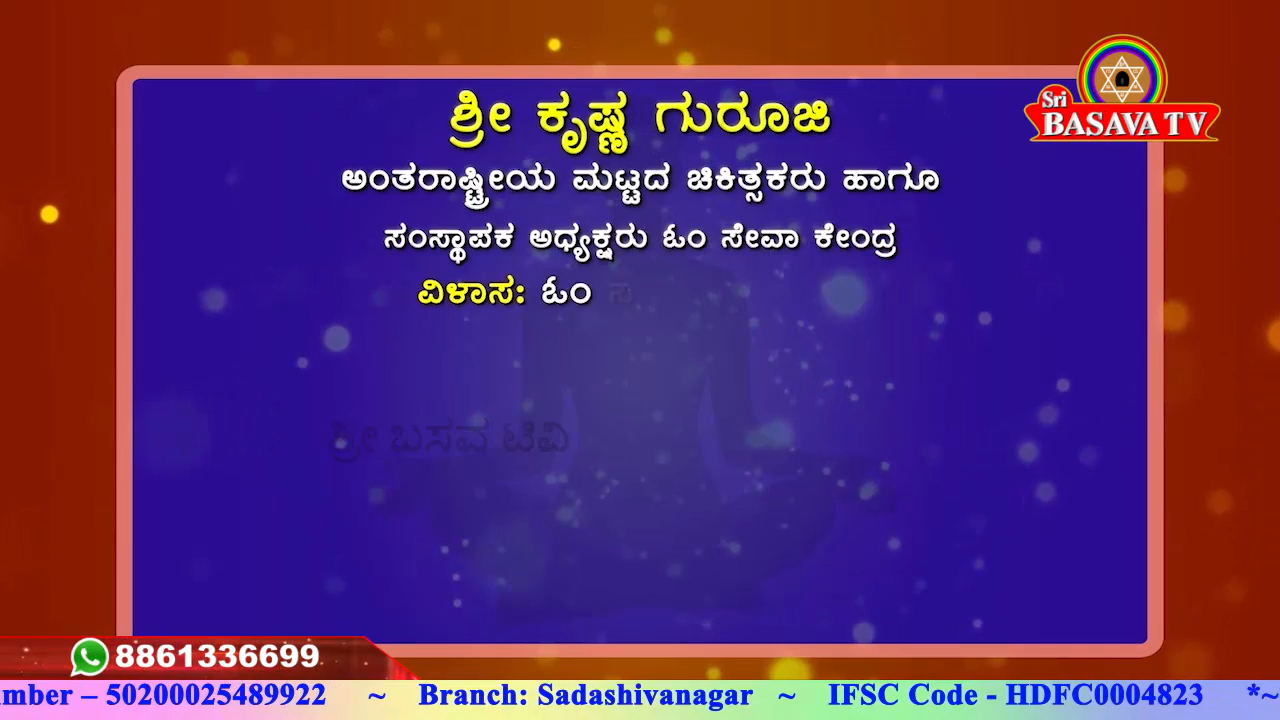 ಶ್ರೀ ಕೃಷ್ಣ ಗುರೂಜಿ
Sri
BASAVA TV
ಅಂತರಾಷ್ಟ್ರೀಯ ಮಟ್ಟದ ಚಿಕಿತ್ಸಕರು ಹಾಗೂ
ಸಂಸ್ಥಾಪಕ ಅಧ್ಯಕ್ಷರು ಓಂ ಸೇವಾ ಕೇಂದ್ರ
ವಿಳಾಸ: ಓಂ
ಶ್ರೀ ಬಸವ ಟಿವಿ
8861336699
mber – 50200025489922 ~ Branch: Sadashivanagar ~ IFSC Code - HDFC0004823 *~